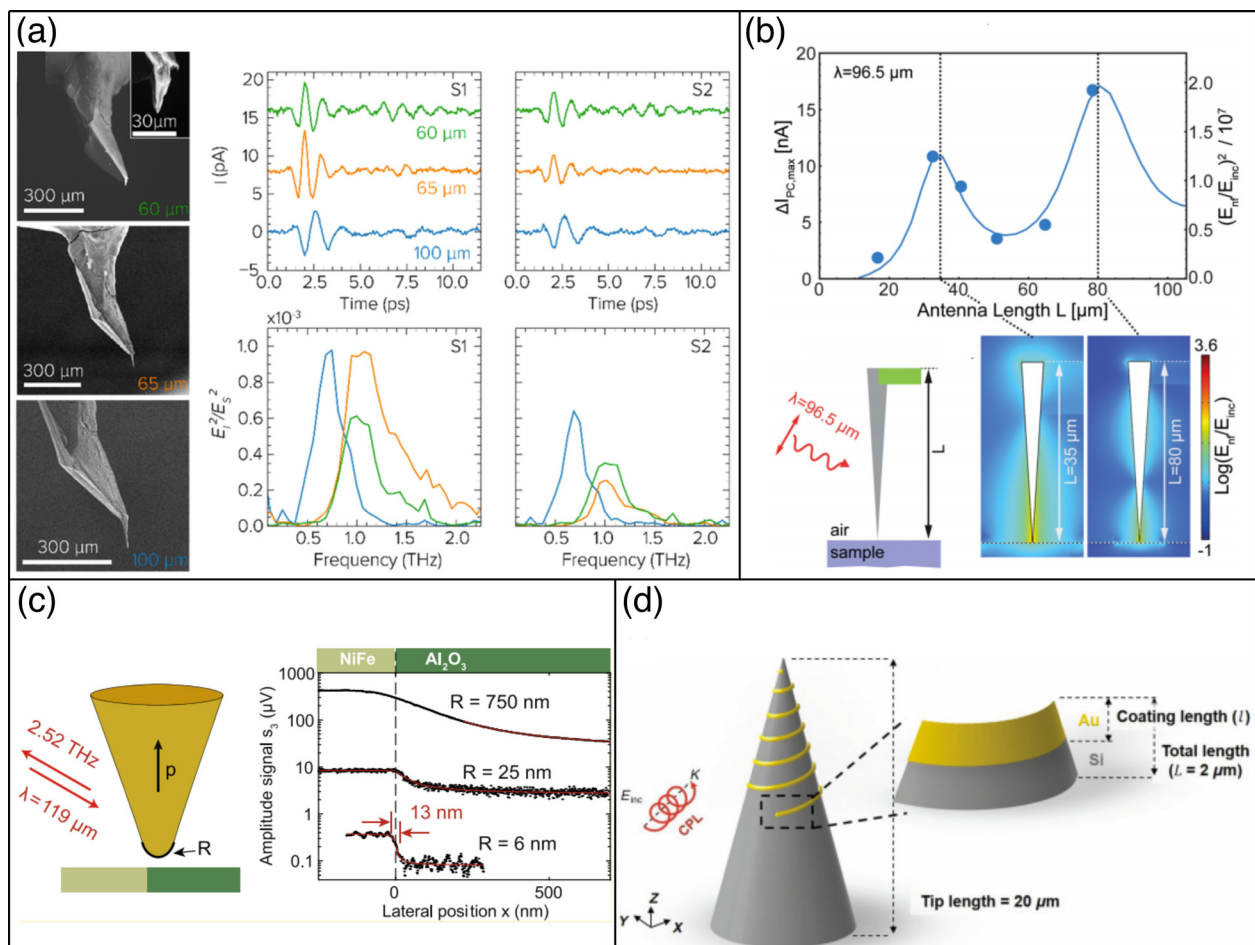 (a)
30 μm
300 μm
60 μm
300 μm
65 μm
300 μm
100 μm
20
15
10
5
0
−5
I (pA)
S1
60 μm
65 μm
100 μm
0 2.5 5.0 7.5 10.0
Time (ps)
S2
0 2.5 5.0 7.5 10.0
Time (ps)
×10⁻³
1.0
0.8
0.6
0.4
0.2
0.0
E_I²/E_S²
S1
0.5 1.0 1.5 2.0
Frequency (THz)
S2
0.5 1.0 1.5 2.0
Frequency (THz)
(b)
λ=96.5 μm
20
15
10
5
0
ΔI_PC,max [nA]
2.0
1.5
1.0
0.5
0.0
(E_nf/E_inc)² / 10⁷
0 20 40 60 80 100
Antenna Length L [μm]
λ=96.5 μm
L
air
sample
L=35 μm
L=80 μm
3.6
-1
Log(E_nf/E_inc)
(c)
2.52 THz
λ=119 μm
p
R
NiFe
Al₂O₃
1000
100
10
1
0.1
Amplitude signal s₃ (μV)
R = 750 nm
R = 25 nm
13 nm
R = 6 nm
0 500
Lateral position x (nm)
(d)
E_inc
K
CPL
Z
Y
X
Au
Si
Coating length (l)
Total length
(L = 2 μm)
Tip length = 20 μm